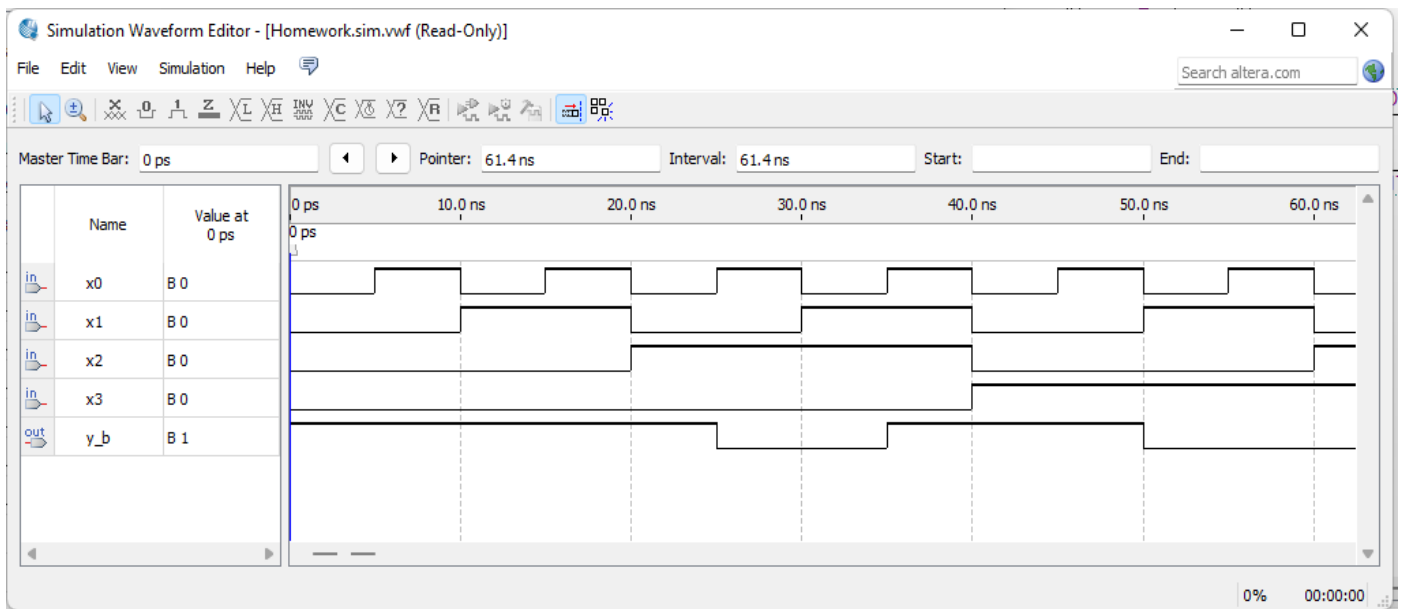 Simulation Waveform Editor - [Homework.sim.vwf (Read-Only)]
File Edit View Simulation Help
Search altera.com
Master Time Bar: 0 ps Pointer: 61.4 ns Interval: 61.4 ns Start: End:
Name Value at 0 ps
0 ps 10.0 ns 20.0 ns 30.0 ns 40.0 ns 50.0 ns 60.0 ns
0 ps
in x0 B 0
in x1 B 0
in x2 B 0
in x3 B 0
out y_b B 1
0% 00:00:00